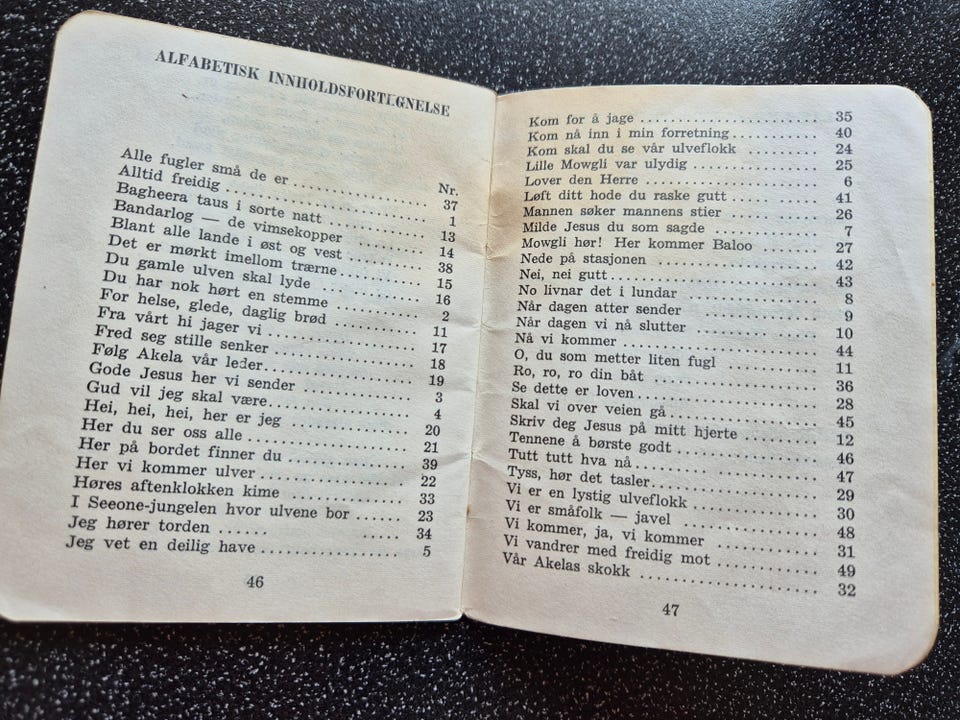 ALFABETISK INNHOLDSFORTEGNELSE
Nr.
Alle fugler små de er .................... 37
Alltid freidig .................... 1
Bagheera taus i sorte natt .................... 13
Bandarlog — de vimsekopper .................... 14
Blant alle lande i øst og vest .................... 38
Det er mørkt imellom trærne .................... 15
Du gamle ulven skal lyde .................... 16
Du har nok hørt en stemme .................... 2
For helse, glede, daglig brød .................... 11
Fra vårt hi jager vi .................... 17
Fred seg stille senker .................... 18
Følg Akela vår leder .................... 19
Gode Jesus her vi sender .................... 3
Gud vil jeg skal være .................... 4
Hei, hei, hei, her er jeg .................... 20
Her du ser oss alle .................... 21
Her på bordet finner du .................... 39
Her vi kommer ulver .................... 22
Høres aftenklokken kime .................... 33
I Seeone-jungelen hvor ulvene bor ...... 23
Jeg hører torden .................... 34
Jeg vet en deilig have .................... 5
46
Kom for å jage .................... 35
Kom nå inn i min forretning .................... 40
Kom skal du se vår ulveflokk .......... 24
Lille Mowgli var ulydig .................... 25
Lover den Herre .................... 6
Løft ditt hode du raske gutt .................... 41
Mannen søker mannens stier .................... 26
Milde Jesus du som sagde .................... 7
Mowgli hør! Her kommer Baloo .......... 27
Nede på stasjonen .................... 42
Nei, nei gutt .................... 43
No livnar det i lundar .................... 8
Når dagen atter sender .................... 9
Når dagen vi nå slutter .................... 10
Nå vi kommer .................... 44
O, du som metter liten fugl .................... 11
Ro, ro, ro din båt .................... 36
Se dette er loven .................... 28
Skal vi over veien gå .................... 45
Skriv deg Jesus på mitt hjerte .................... 12
Tennene å børste godt .................... 46
Tutt tutt hva nå .................... 47
Tyss, hør det tasler .................... 29
Vi er en lystig ulveflokk .................... 30
Vi er småfolk — javel .................... 48
Vi kommer, ja, vi kommer .................... 31
Vi vandrer med freidig mot .................... 49
Vår Akelas skokk .................... 32
47